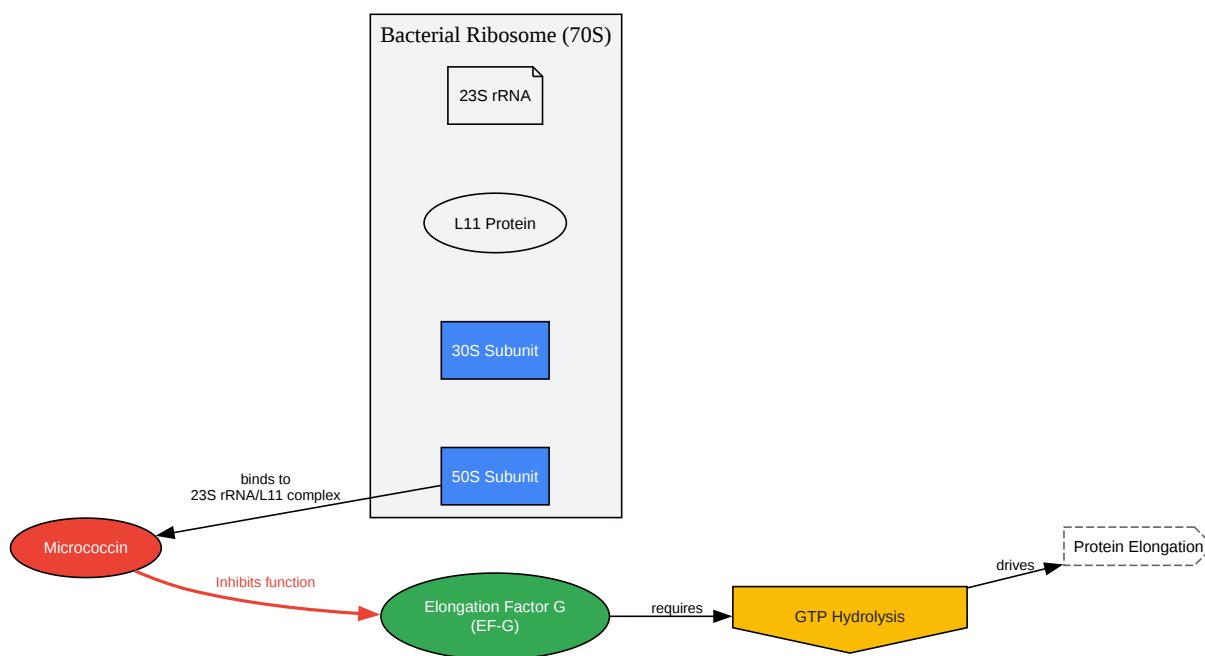 Bacterial Ribosome (70S)
23S rRNA
L11 Protein
30S Subunit
50S Subunit
binds to
23S rRNA/L11 complex
Micrococcin
Inhibits function
Elongation Factor G
(EF-G)
requires
GTP Hydrolysis
drives
Protein Elongation